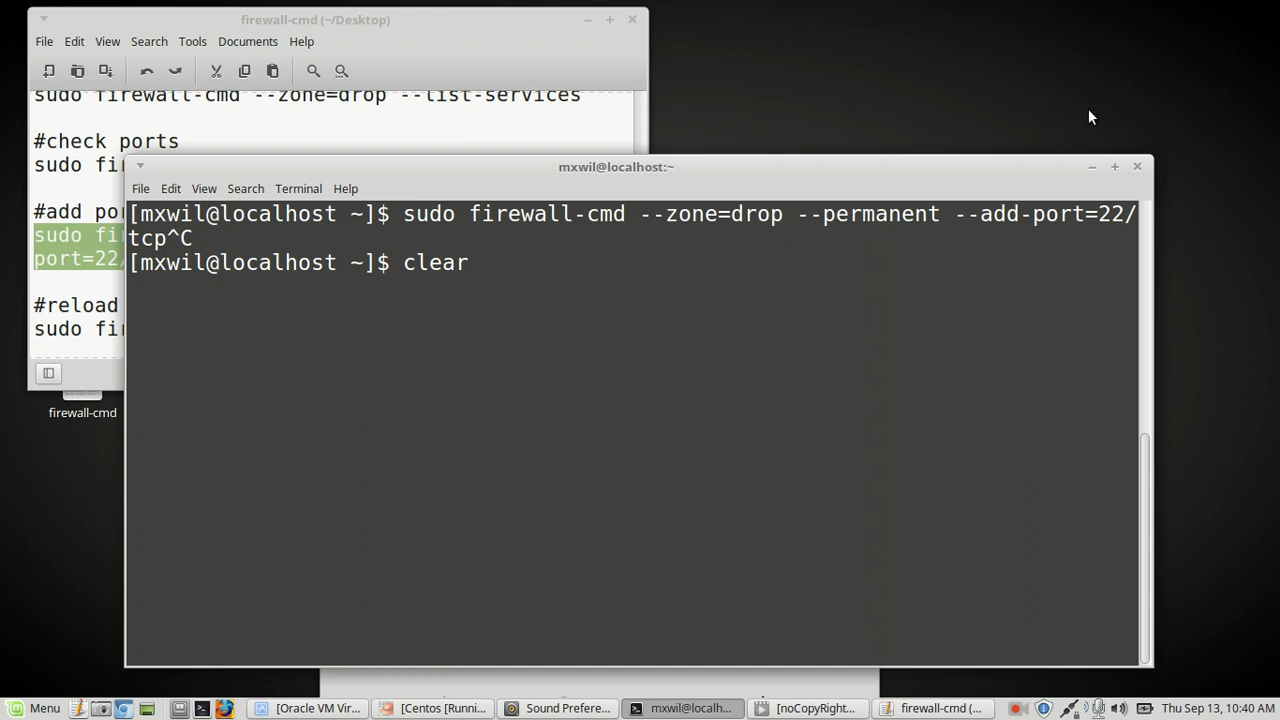 firewall-cmd (~/Desktop)
File Edit View Search Tools Documents Help
sudo firewall-cmd --zone=drop --list-services
#check ports
sudo fi
#add po
sudo fi
port=22/
#reload
sudo fi
firewall-cmd
mxwil@localhost:~
File Edit View Search Terminal Help
[mxwil@localhost ~]$ sudo firewall-cmd --zone=drop --permanent --add-port=22/
tcp^C
[mxwil@localhost ~]$ clear
Menu [Oracle VM Vir... [Centos [Runni... Sound Prefere... mxwil@localh... [noCopyRigh... firewall-cmd (... Thu Sep 13, 10:40 AM